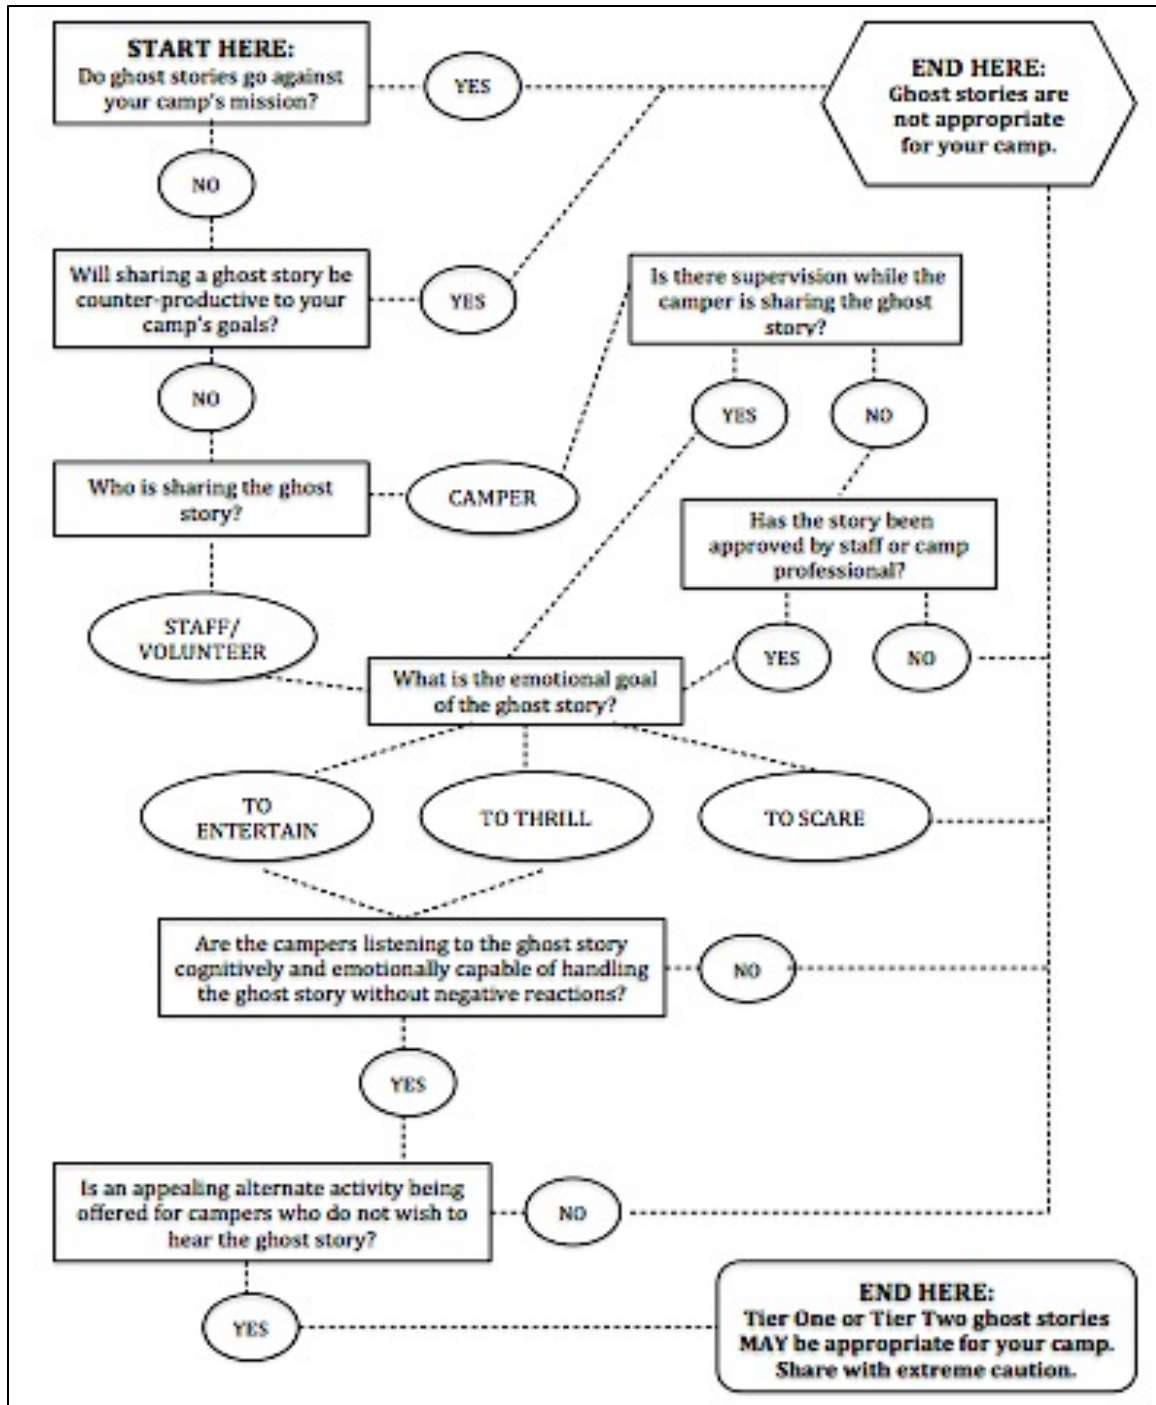 START HERE:
Do ghost stories go against
your camp's mission?
YES
END HERE:
Ghost stories are
not appropriate
for your camp.
NO
Will sharing a ghost story be
counter-productive to your
camp's goals?
YES
Is there supervision while the
camper is sharing the ghost
story?
NO
YES
NO
Who is sharing the ghost
story?
CAMPER
Has the story been
approved by staff or camp
professional?
STAFF/
VOLUNTEER
YES
NO
What is the emotional goal
of the ghost story?
TO
ENTERTAIN
TO THRILL
TO SCARE
Are the campers listening to the ghost story
cognitively and emotionally capable of handling
the ghost story without negative reactions?
NO
YES
Is an appealing alternate activity being
offered for campers who do not wish to
hear the ghost story?
NO
YES
END HERE:
Tier One or Tier Two ghost stories
MAY be appropriate for your camp.
Share with extreme caution.